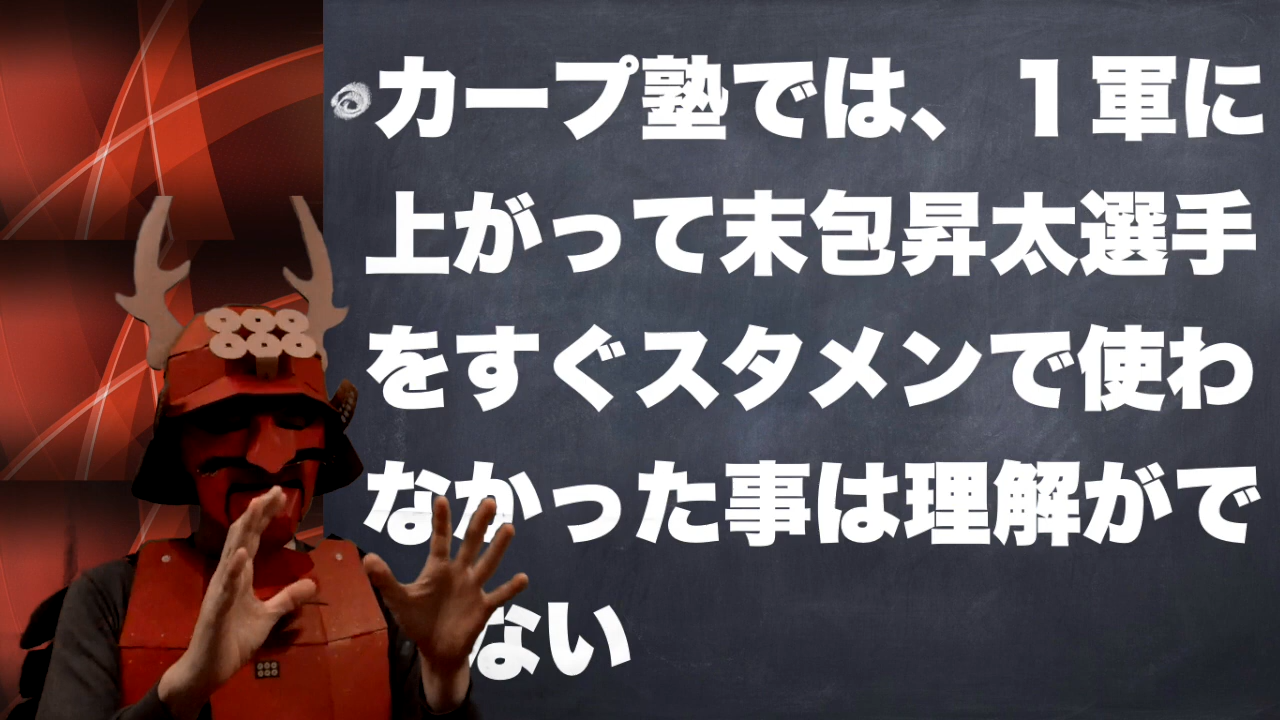 カープ塾では、１軍に
上がって末包昇太選手
をすぐスタメンで使わ
なかった事は理解がで
ない